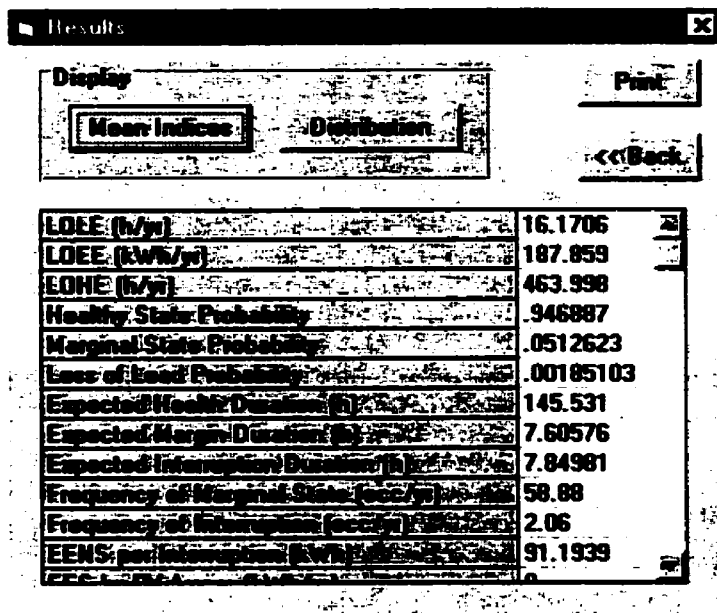 Results
Display
Print
Mean Indices
Distribution
<<Back
LOLE (h/yr) 16.1706
LOEE (kWh/yr) 187.859
LOHE (h/yr) 463.998
Healthy State Probability .946887
Marginal State Probability .0512623
Loss of Load Probability .00185103
Expected Health Duration (h) 145.531
Expected Margin Duration (h) 7.60576
Expected Interruption Duration (h) 7.84981
Frequency of Marginal State (occ/yr) 58.88
Frequency of Interruption (occ/yr) 2.06
EENS per Interruption (kWh) 91.1939